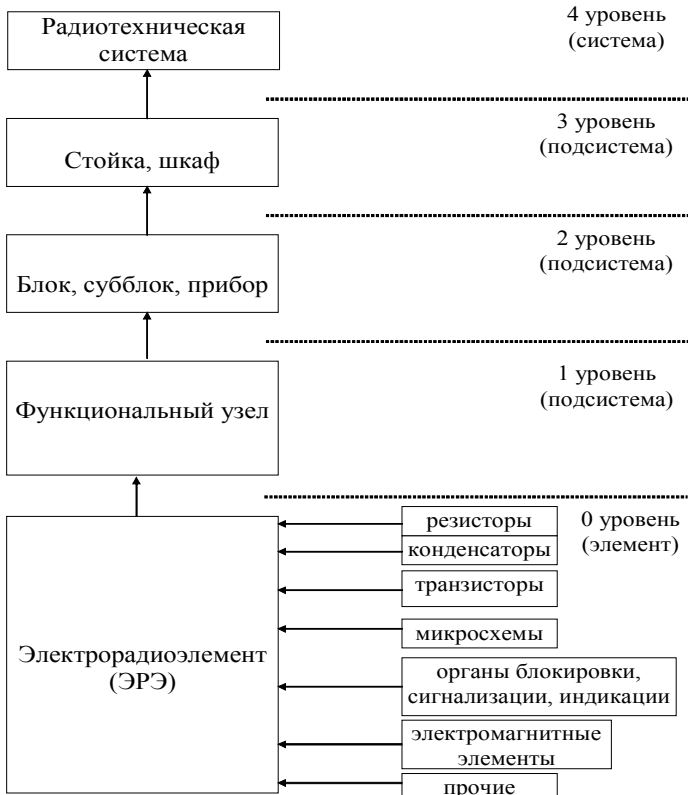 Радиотехническая
система
4 уровень
(система)
Стойка, шкаф
3 уровень
(подсистема)
Блок, субблок, прибор
2 уровень
(подсистема)
Функциональный узел
1 уровень
(подсистема)
Электрорадиоэлемент
(ЭРЭ)
0 уровень
(элемент)
резисторы
конденсаторы
транзисторы
микросхемы
органы блокировки,
сигнализации, индикации
электромагнитные
элементы
прочие